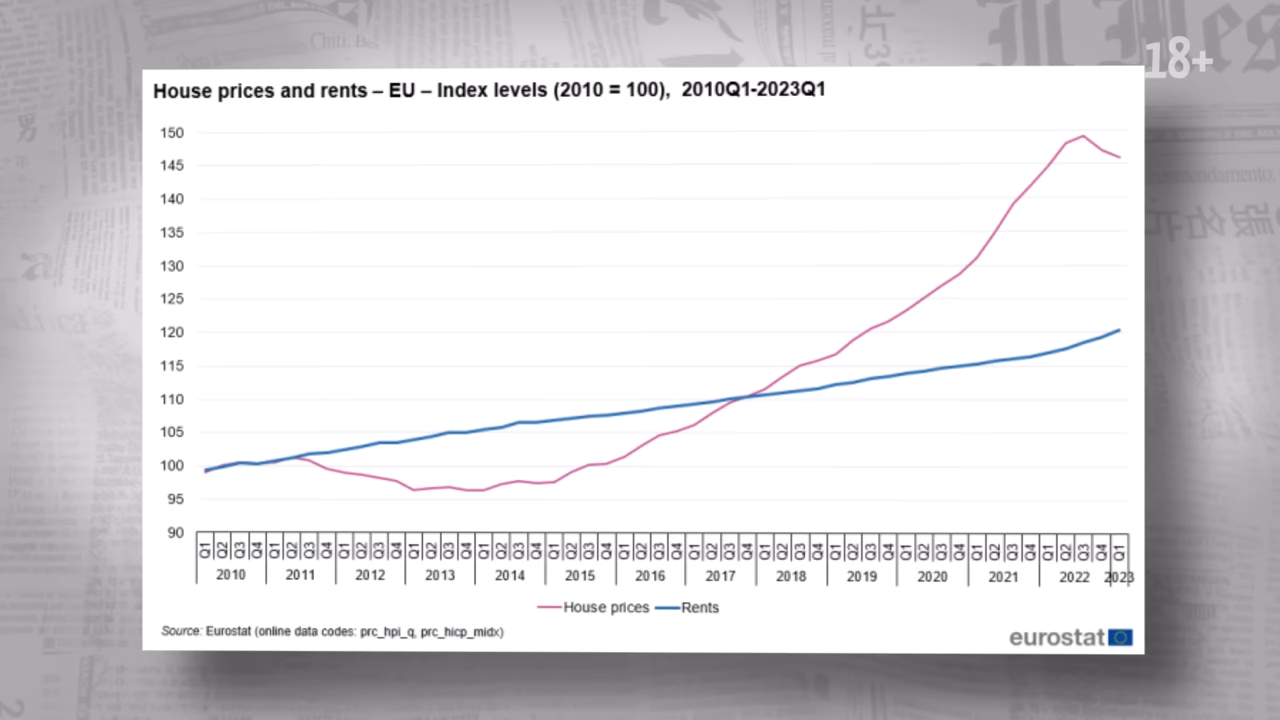 18+
House prices and rents – EU – Index levels (2010 = 100),  2010Q1-2023Q1
150
145
140
135
130
125
120
115
110
105
100
95
90
Q1 Q2 Q3 Q4 Q1 Q2 Q3 Q4 Q1 Q2 Q3 Q4 Q1 Q2 Q3 Q4 Q1 Q2 Q3 Q4 Q1 Q2 Q3 Q4 Q1 Q2 Q3 Q4 Q1 Q2 Q3 Q4 Q1 Q2 Q3 Q4 Q1 Q2 Q3 Q4 Q1 Q2 Q3 Q4 Q1 Q2 Q3 Q4 Q1 Q2 Q3 Q4 Q1
2010 2011 2012 2013 2014 2015 2016 2017 2018 2019 2020 2021 2022 2023
House prices Rents
Source: Eurostat (online data codes: prc_hpi_q, prc_hicp_midx)
eurostat